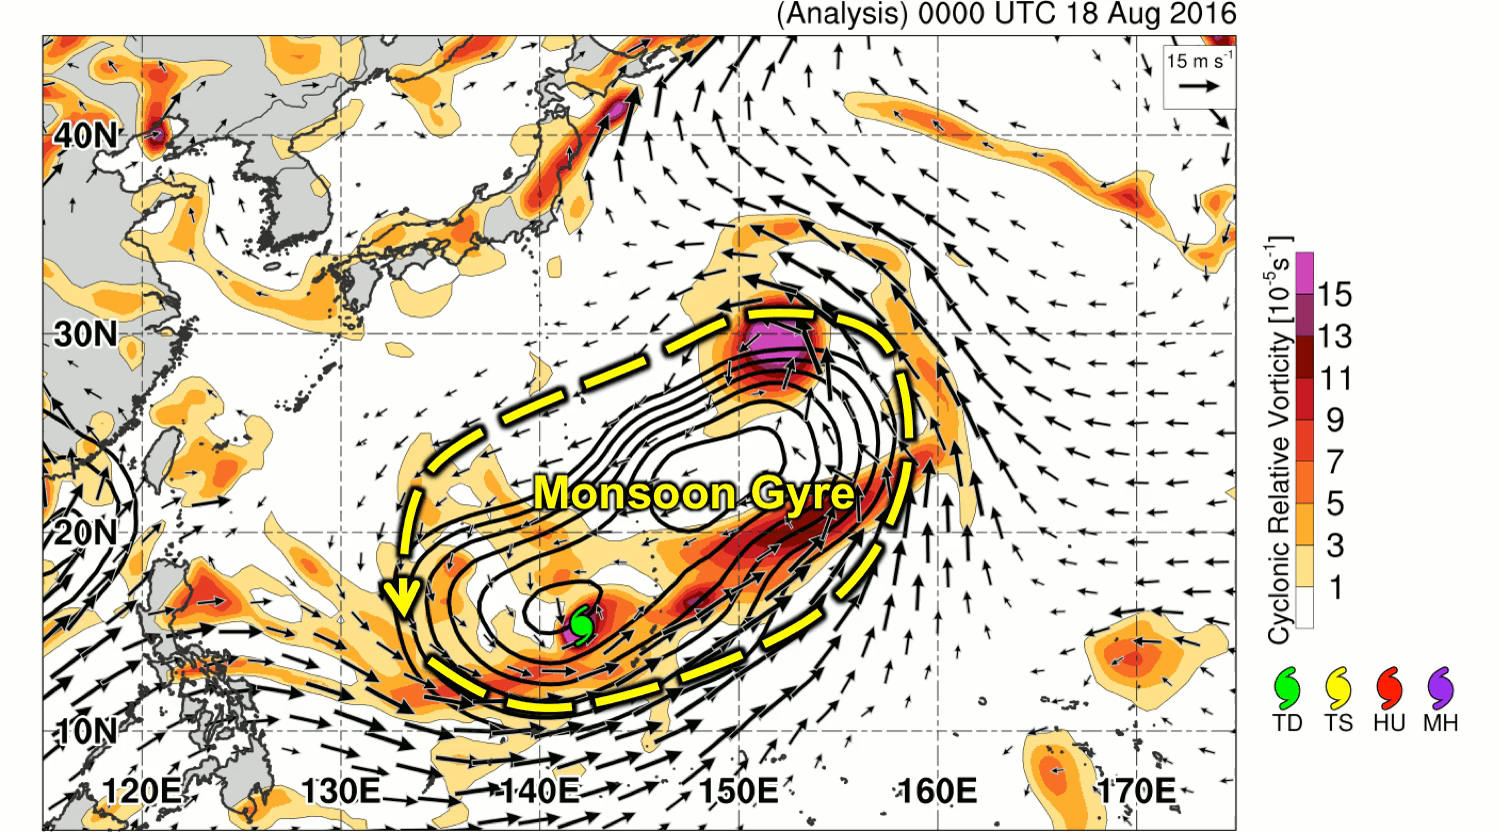 (Analysis) 0000 UTC 18 Aug 2016
15 m s-1
40N
30N
Monsoon Gyre
20N
10N
120E 130E 140E 150E 160E 170E
Cyclonic Relative Vorticity [10-5s-1]
15
13
11
9
7
5
3
1
TD TS HU MH